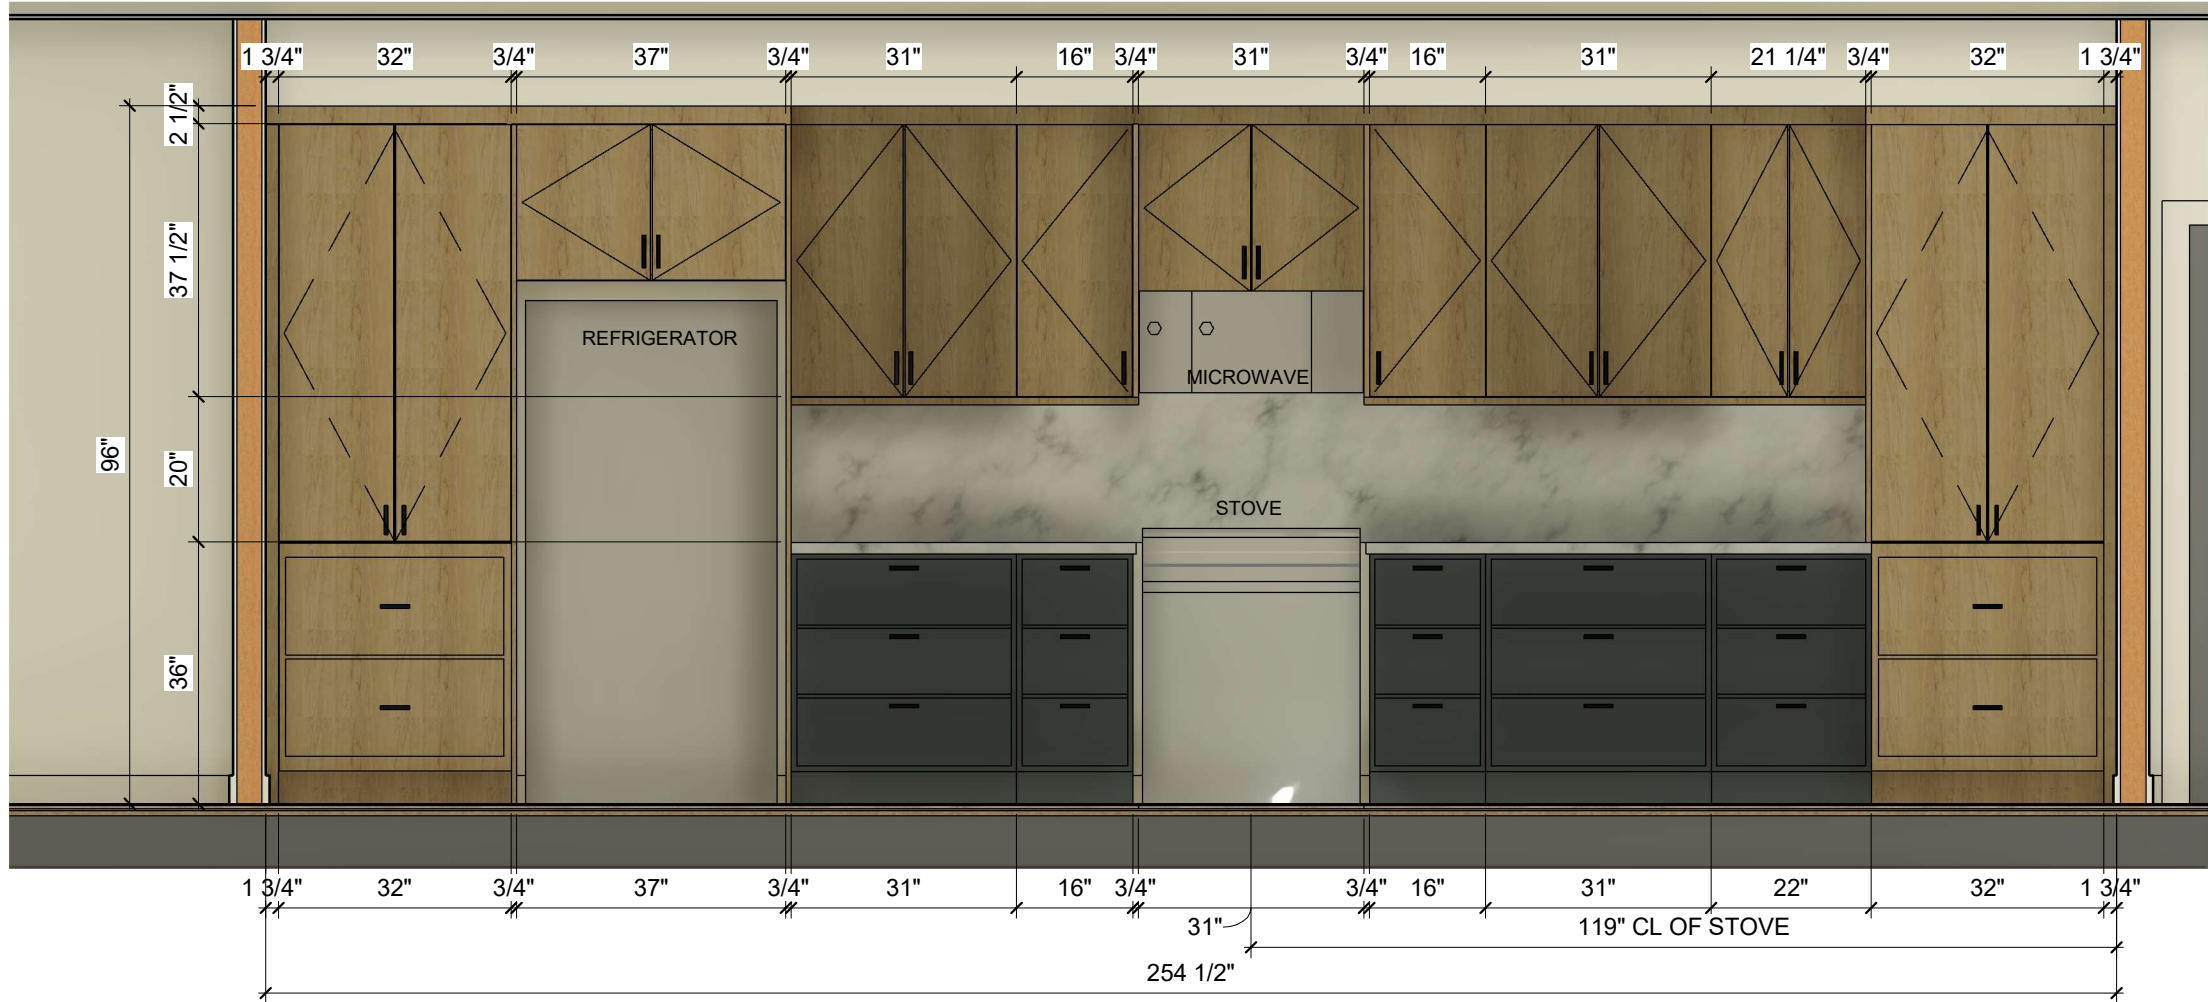 1 3/4" 32" 3/4" 37" 3/4" 31" 16" 3/4" 31" 3/4" 16" 31" 21 1/4" 3/4" 32" 1 3/4"
2 1/2"
37 1/2"
REFRIGERATOR
MICROWAVE
96"
20"
STOVE
36"
1 3/4" 32" 3/4" 37" 3/4" 31" 16" 3/4" 3/4" 16" 31" 22" 32" 1 3/4"
31" 119" CL OF STOVE
254 1/2"